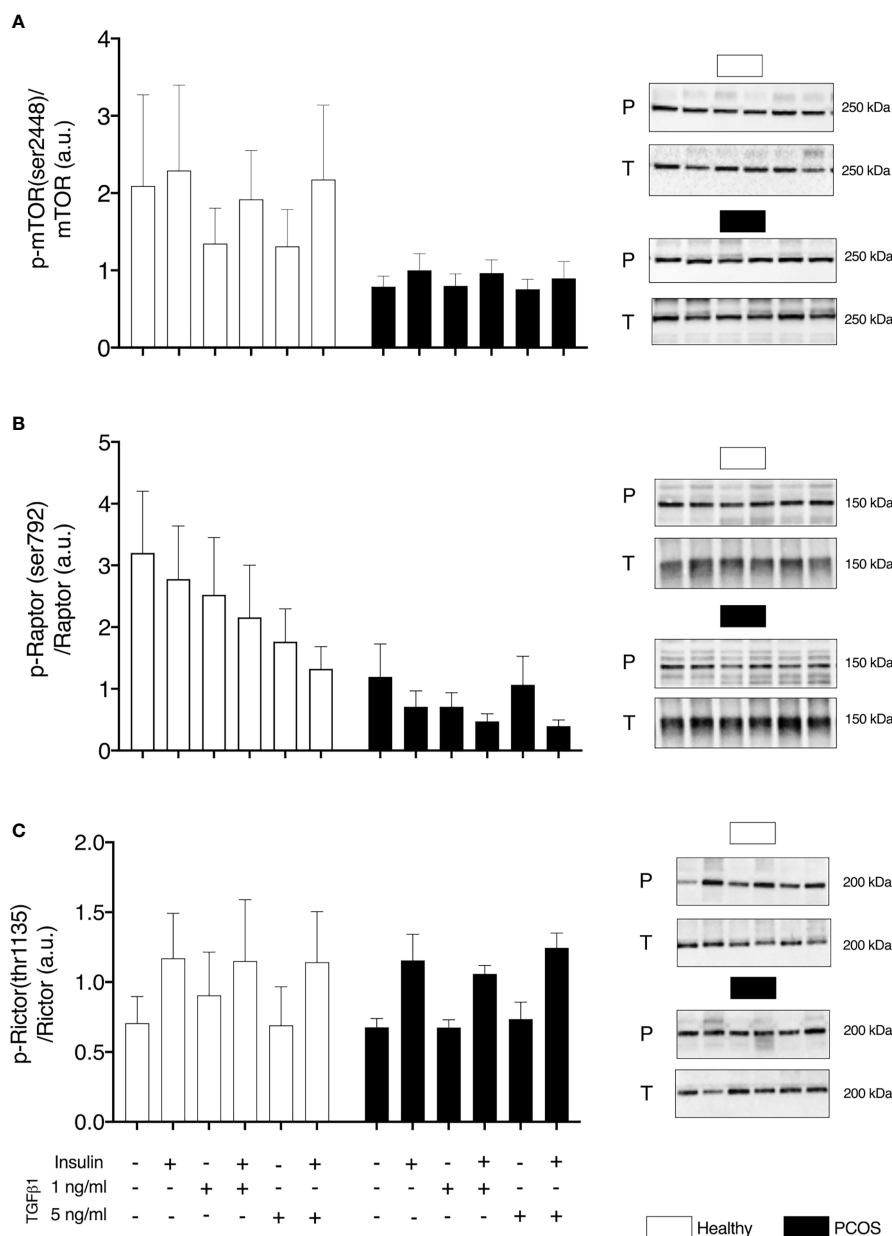 A
p-mTOR(ser2448)/
mTOR (a.u.)
4
3
2
1
0
P
250 kDa
T
250 kDa
P
250 kDa
T
250 kDa
B
p-Raptor (ser792)
/Raptor (a.u.)
5
4
3
2
1
0
P
150 kDa
T
150 kDa
P
150 kDa
T
150 kDa
C
p-Rictor(thr1135)
/Rictor (a.u.)
2.0
1.5
1.0
0.5
0.0
P
200 kDa
T
200 kDa
P
200 kDa
T
200 kDa
Insulin - + - + - + - + - + - +
TGFβ1
1 ng/ml - - + + - - - - + + - -
5 ng/ml - - - - + + - - - - + +
Healthy PCOS